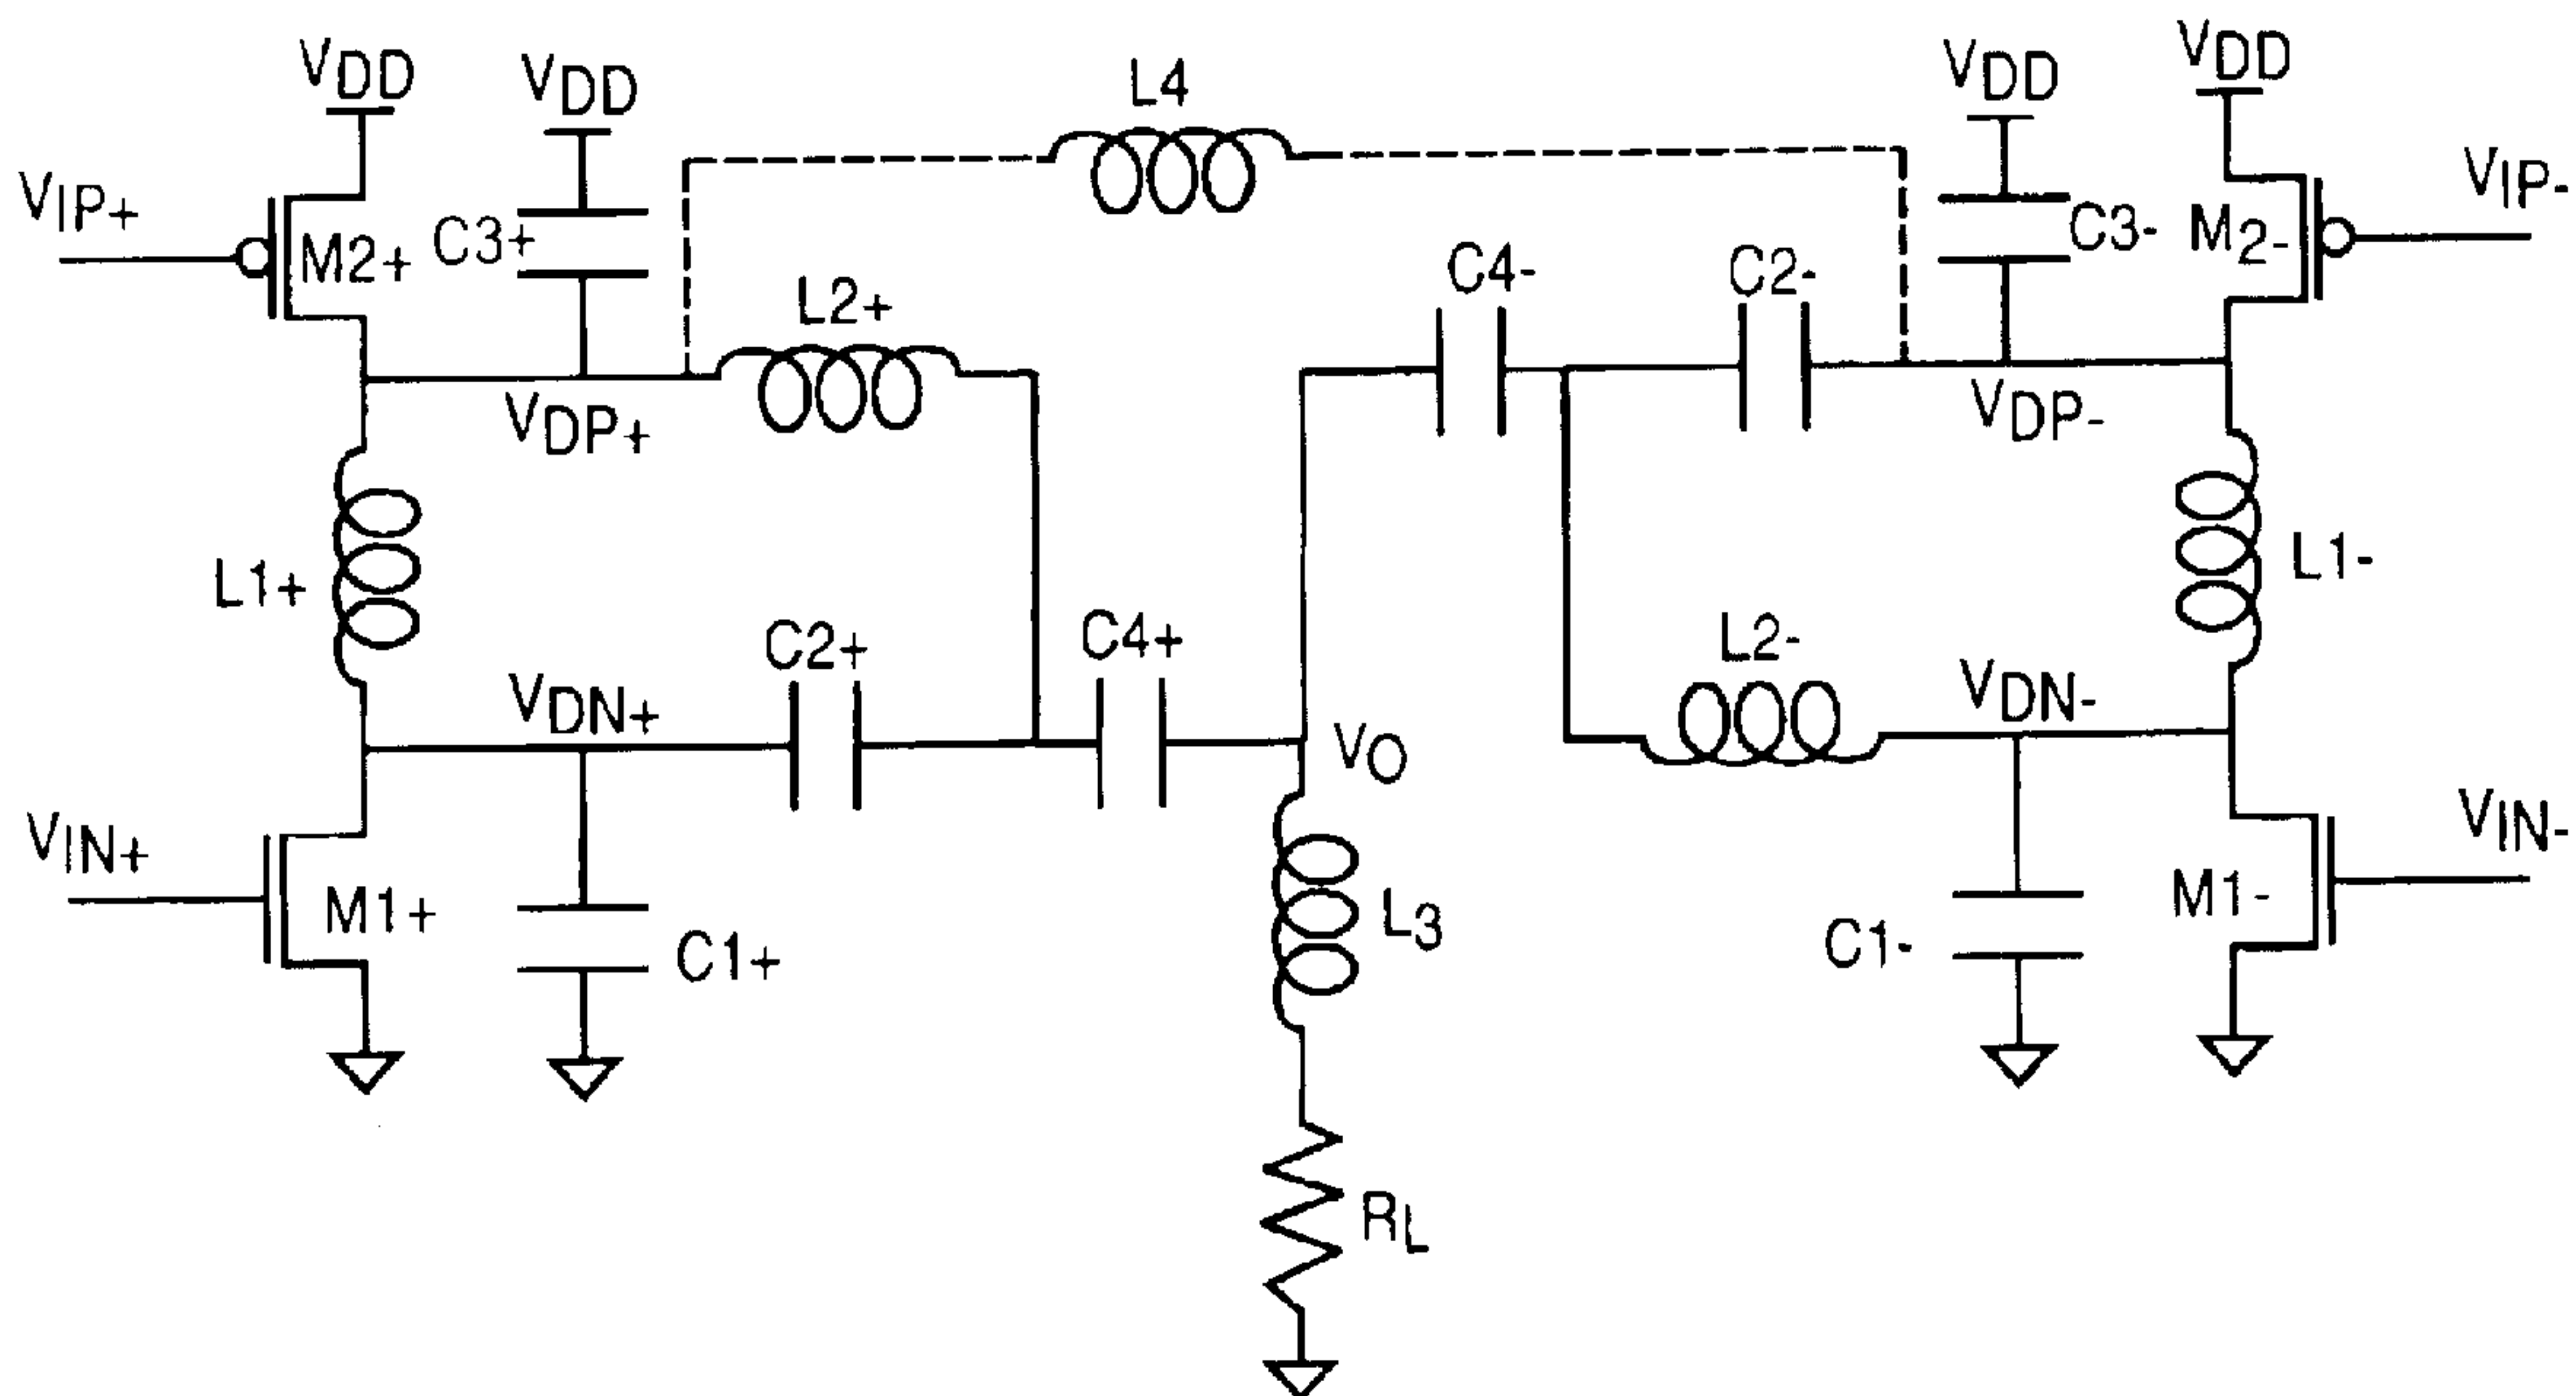 VDD
VDD
L4
VDD
VDD
VIP+
M2+
C3+
L2+
C4-
C2-
C3-
M2-
VIP-
VDP+
VDP-
L1+
L1-
C2+
C4+
L2-
VDN+
VDN-
VO
VIN+
M1+
C1+
L3
C1-
M1-
VIN-
RL